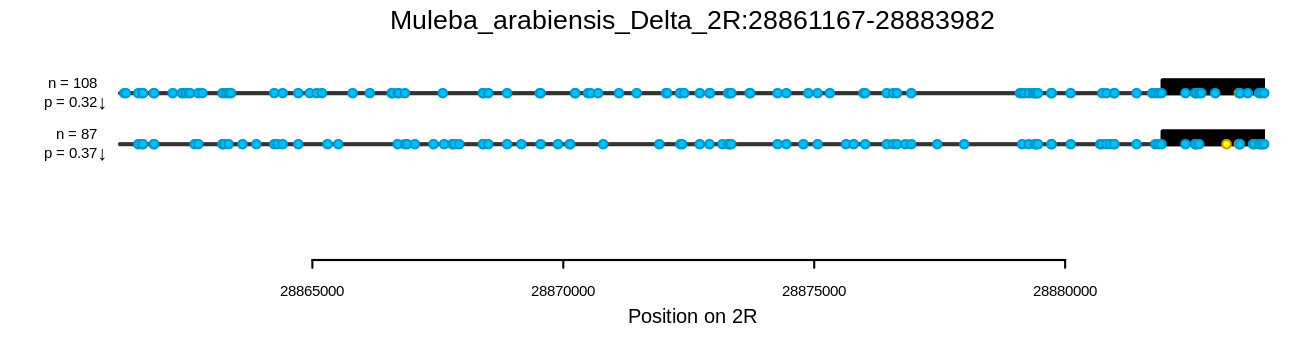 Muleba_arabiensis_Delta_2R:28861167-28883982
n = 108
p = 0.32↓
n = 87
p = 0.37↓
28865000 28870000 28875000 28880000
Position on 2R